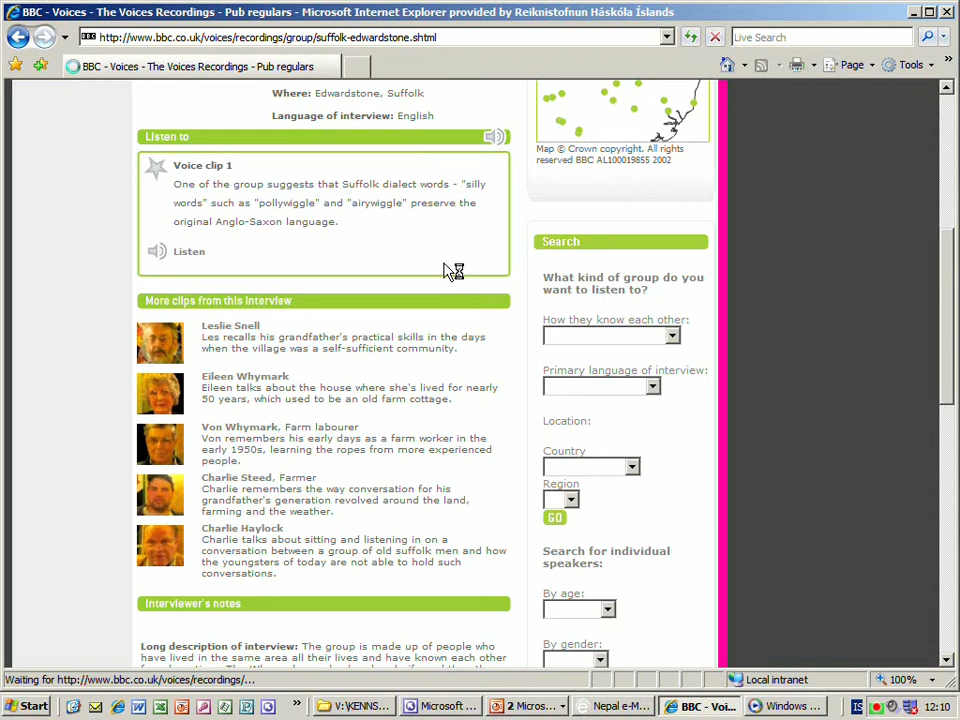 BBC - Voices - The Voices Recordings - Pub regulars - Microsoft Internet Explorer provided by Reiknistofnun Háskóla Íslands
http://www.bbc.co.uk/voices/recordings/group/suffolk-edwardstone.shtml
Live Search
BBC - Voices - The Voices Recordings - Pub regulars
Page
Tools
Where: Edwardstone, Suffolk
Language of interview: English
Listen to
Voice clip 1
One of the group suggests that Suffolk dialect words - "silly
words" such as "pollywiggle" and "airywiggle" preserve the
original Anglo-Saxon language.
Listen
More clips from this interview
Leslie Snell
Les recalls his grandfather's practical skills in the days
when the village was a self-sufficient community.
Eileen Whymark
Eileen talks about the house where she's lived for nearly
50 years, which used to be an old farm cottage.
Von Whymark, Farm labourer
Von remembers his early days as a farm worker in the
early 1950s, learning the ropes from more experienced
people.
Charlie Steed, Farmer
Charlie remembers the way conversation for his
grandfather's generation revolved around the land,
farming and the weather.
Charlie Haylock
Charlie talks about sitting and listening in on a
conversation between a group of old suffolk men and how
the youngsters of today are not able to hold such
conversations.
Interviewer's notes
Long description of interview: The group is made up of people who
have lived in the same area all their lives and have known each other
Map © Crown copyright. All rights
reserved BBC AL100019855 2002
Search
What kind of group do you
want to listen to?
How they know each other:
Primary language of interview:
Location:
Country
Region
GO
Search for individual
speakers:
By age:
By gender:
Waiting for http://www.bbc.co.uk/voices/recordings/...
Local intranet
100%
Start
V:\KENNS...
Microsoft ...
2 Micros...
Nepal e-M...
BBC - Voi...
Windows ...
IS
12:10